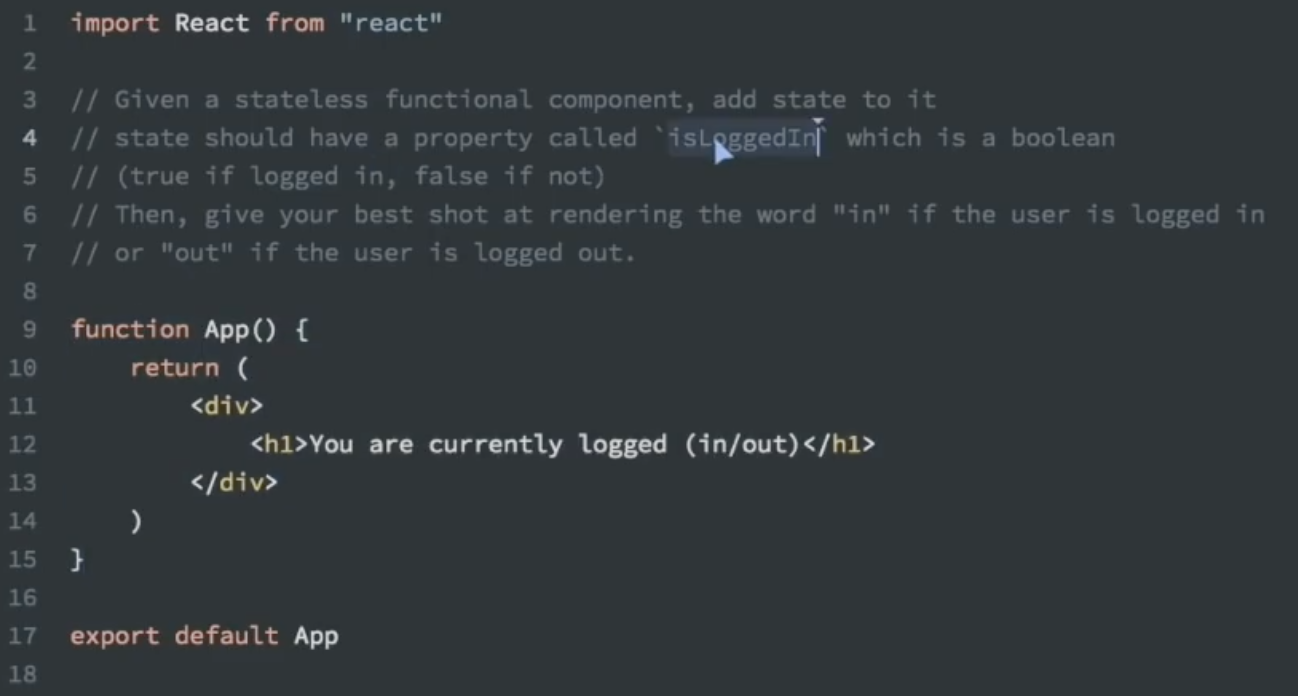 1 import React from "react"
2
3 // Given a stateless functional component, add state to it
4 // state should have a property called `isLoggedIn` which is a boolean
5 // (true if logged in, false if not)
6 // Then, give your best shot at rendering the word "in" if the user is logged in
7 // or "out" if the user is logged out.
8
9 function App() {
10     return (
11         <div>
12             <h1>You are currently logged (in/out)</h1>
13         </div>
14     )
15 }
16
17 export default App
18